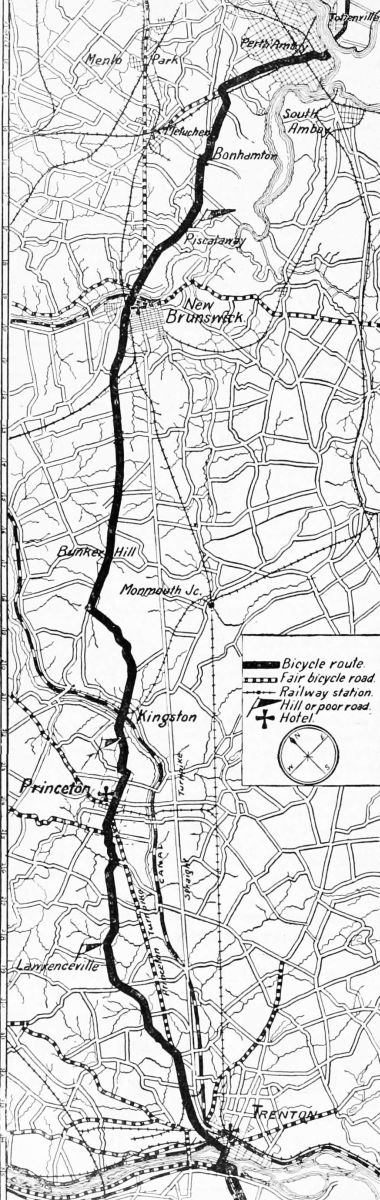 Tottenville
Perth Amboy
Menlo Park
South
Amboy
Metuchen
Bonhamton
Piscataway
New
Brunswick
Bunker Hill
Monmouth Jc.
Bicycle route.
Fair bicycle road.
Railway station.
Hill or poor road.
Hotel.
N E
W S
Kingston
Princeton
Turnpike
CANAL
Straight
Lawrenceville
TRENTON